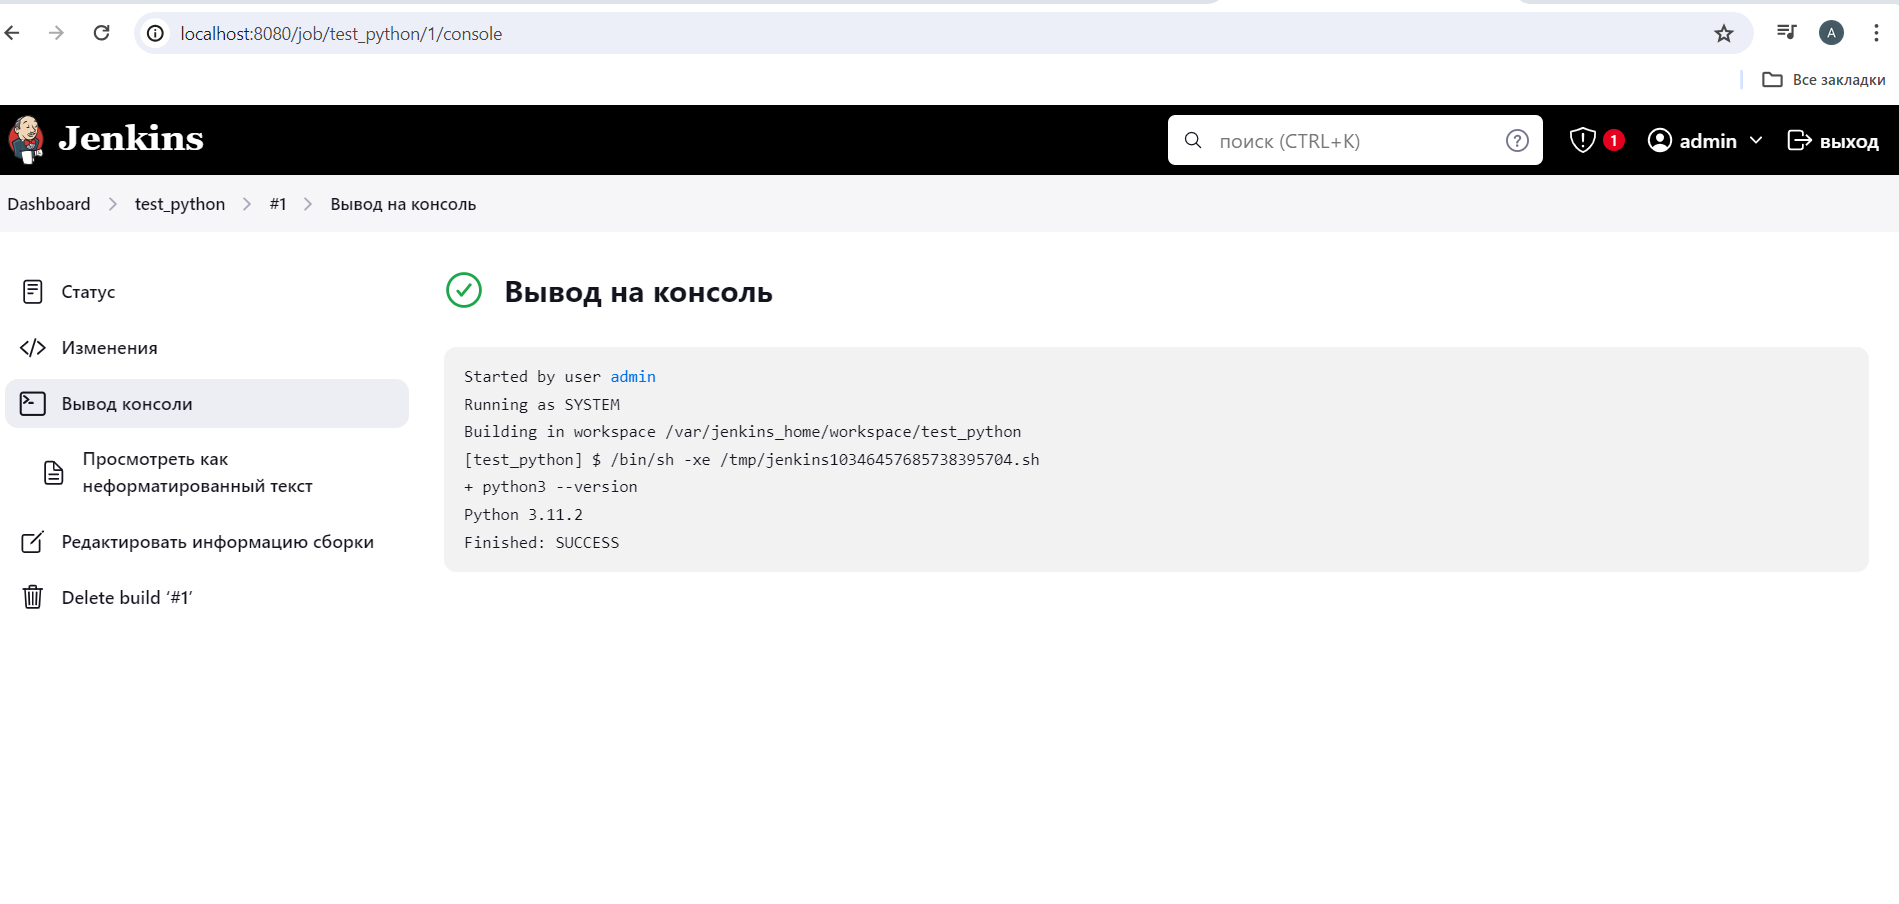 localhost:8080/job/test_python/1/console
A
Все закладки
Jenkins
поиск (CTRL+K)
?
1
admin
выход
Dashboard
test_python
#1
Вывод на консоль
Статус
Изменения
Вывод консоли
Просмотреть как
неформатированный текст
Редактировать информацию сборки
Delete build ‘#1’
Вывод на консоль
Started by user admin
Running as SYSTEM
Building in workspace /var/jenkins_home/workspace/test_python
[test_python] $ /bin/sh -xe /tmp/jenkins10346457685738395704.sh
+ python3 --version
Python 3.11.2
Finished: SUCCESS